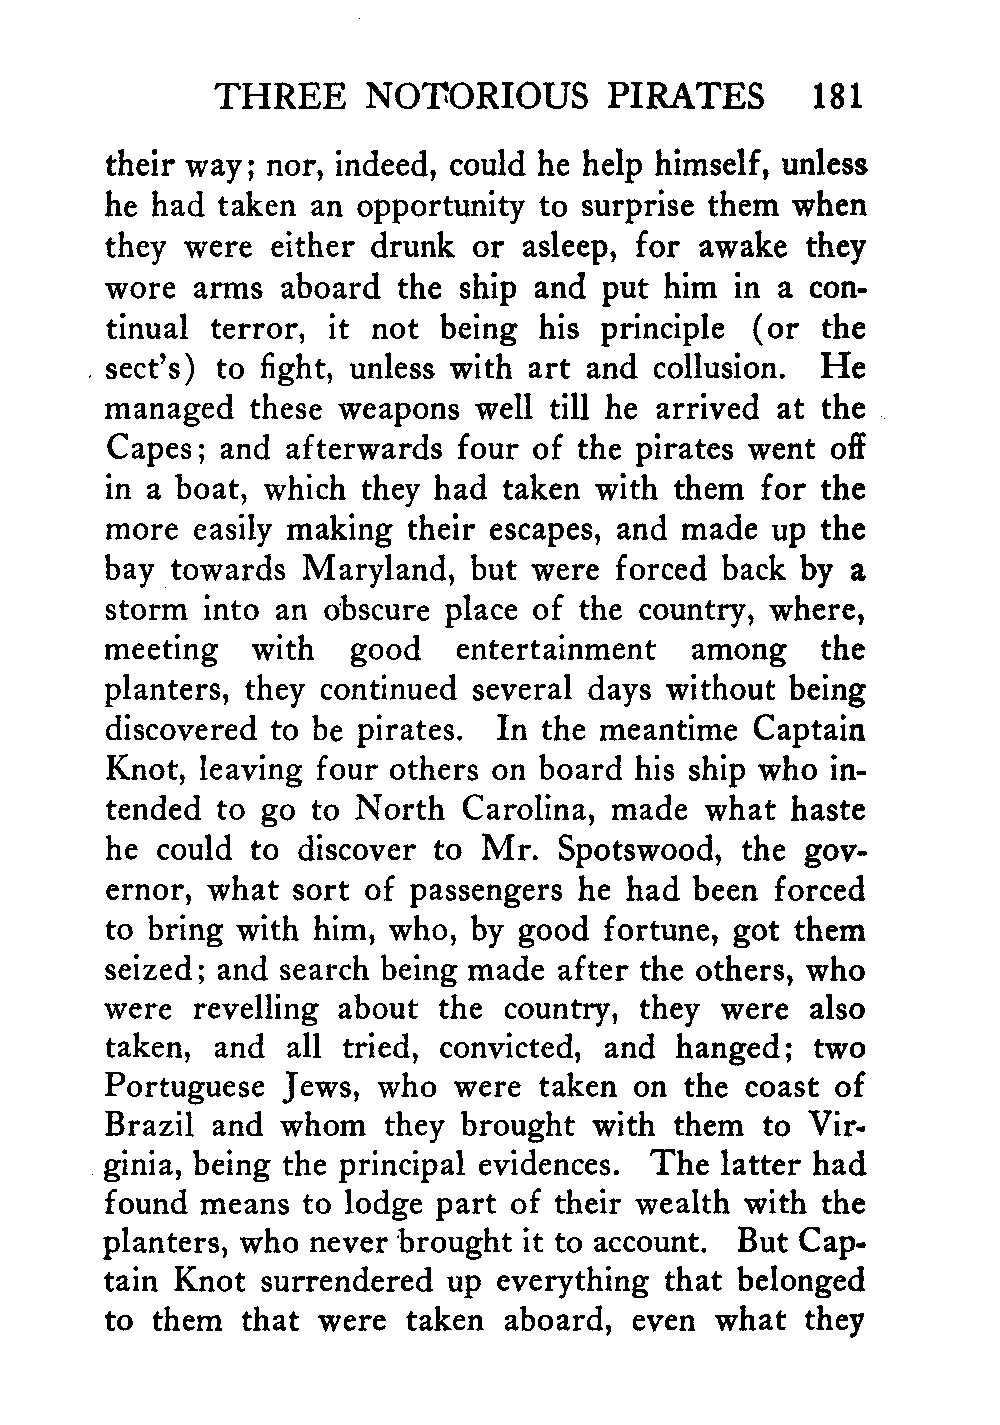 THREE NOTORIOUS PIRATES 181
their way; nor, indeed, could he help himself, unless
he had taken an opportunity to surprise them when
they were either drunk or asleep, for awake they
wore arms aboard the ship and put him in a con-
tinual terror, it not being his principle (or the
sect's) to fight, unless with art and collusion. He
managed these weapons well till he arrived at the
Capes; and afterwards four of the pirates went off
in a boat, which they had taken with them for the
more easily making their escapes, and made up the
bay towards Maryland, but were forced back by a
storm into an obscure place of the country, where,
meeting with good entertainment among the
planters, they continued several days without being
discovered to be pirates. In the meantime Captain
Knot, leaving four others on board his ship who in-
tended to go to North Carolina, made what haste
he could to discover to Mr. Spotswood, the gov-
ernor, what sort of passengers he had been forced
to bring with him, who, by good fortune, got them
seized; and search being made after the others, who
were revelling about the country, they were also
taken, and all tried, convicted, and hanged; two
Portuguese Jews, who were taken on the coast of
Brazil and whom they brought with them to Vir-
ginia, being the principal evidences. The latter had
found means to lodge part of their wealth with the
planters, who never brought it to account. But Cap-
tain Knot surrendered up everything that belonged
to them that were taken aboard, even what they